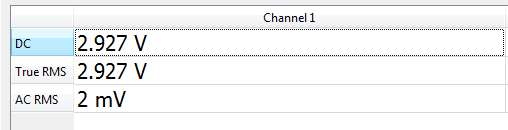 Channel 1
DC 2.927 V
True RMS 2.927 V
AC RMS 2 mV